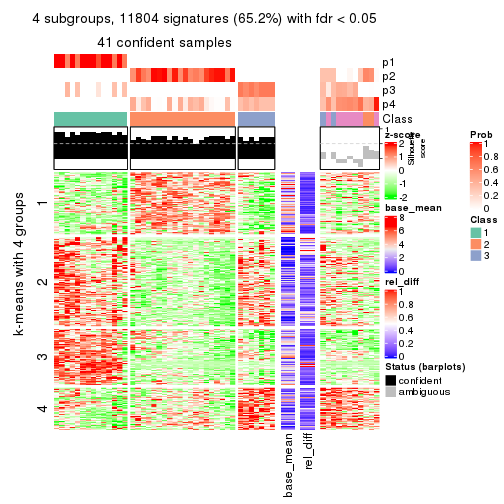 4 subgroups, 11804 signatures (65.2%) with fdr < 0.05
41 confident samples
p1
p2
p3
p4
Class
1
Silhouette
score
k-means with 4 groups
1
2
3
4
base_mean
rel_diff
z-score
2
1
0
-1
-2
base_mean
8
6
4
2
0
rel_diff
1
0.8
0.6
0.4
0.2
0
Status (barplots)
confident
ambiguous
Prob
1
0.8
0.6
0.4
0.2
0
Class
1
2
3